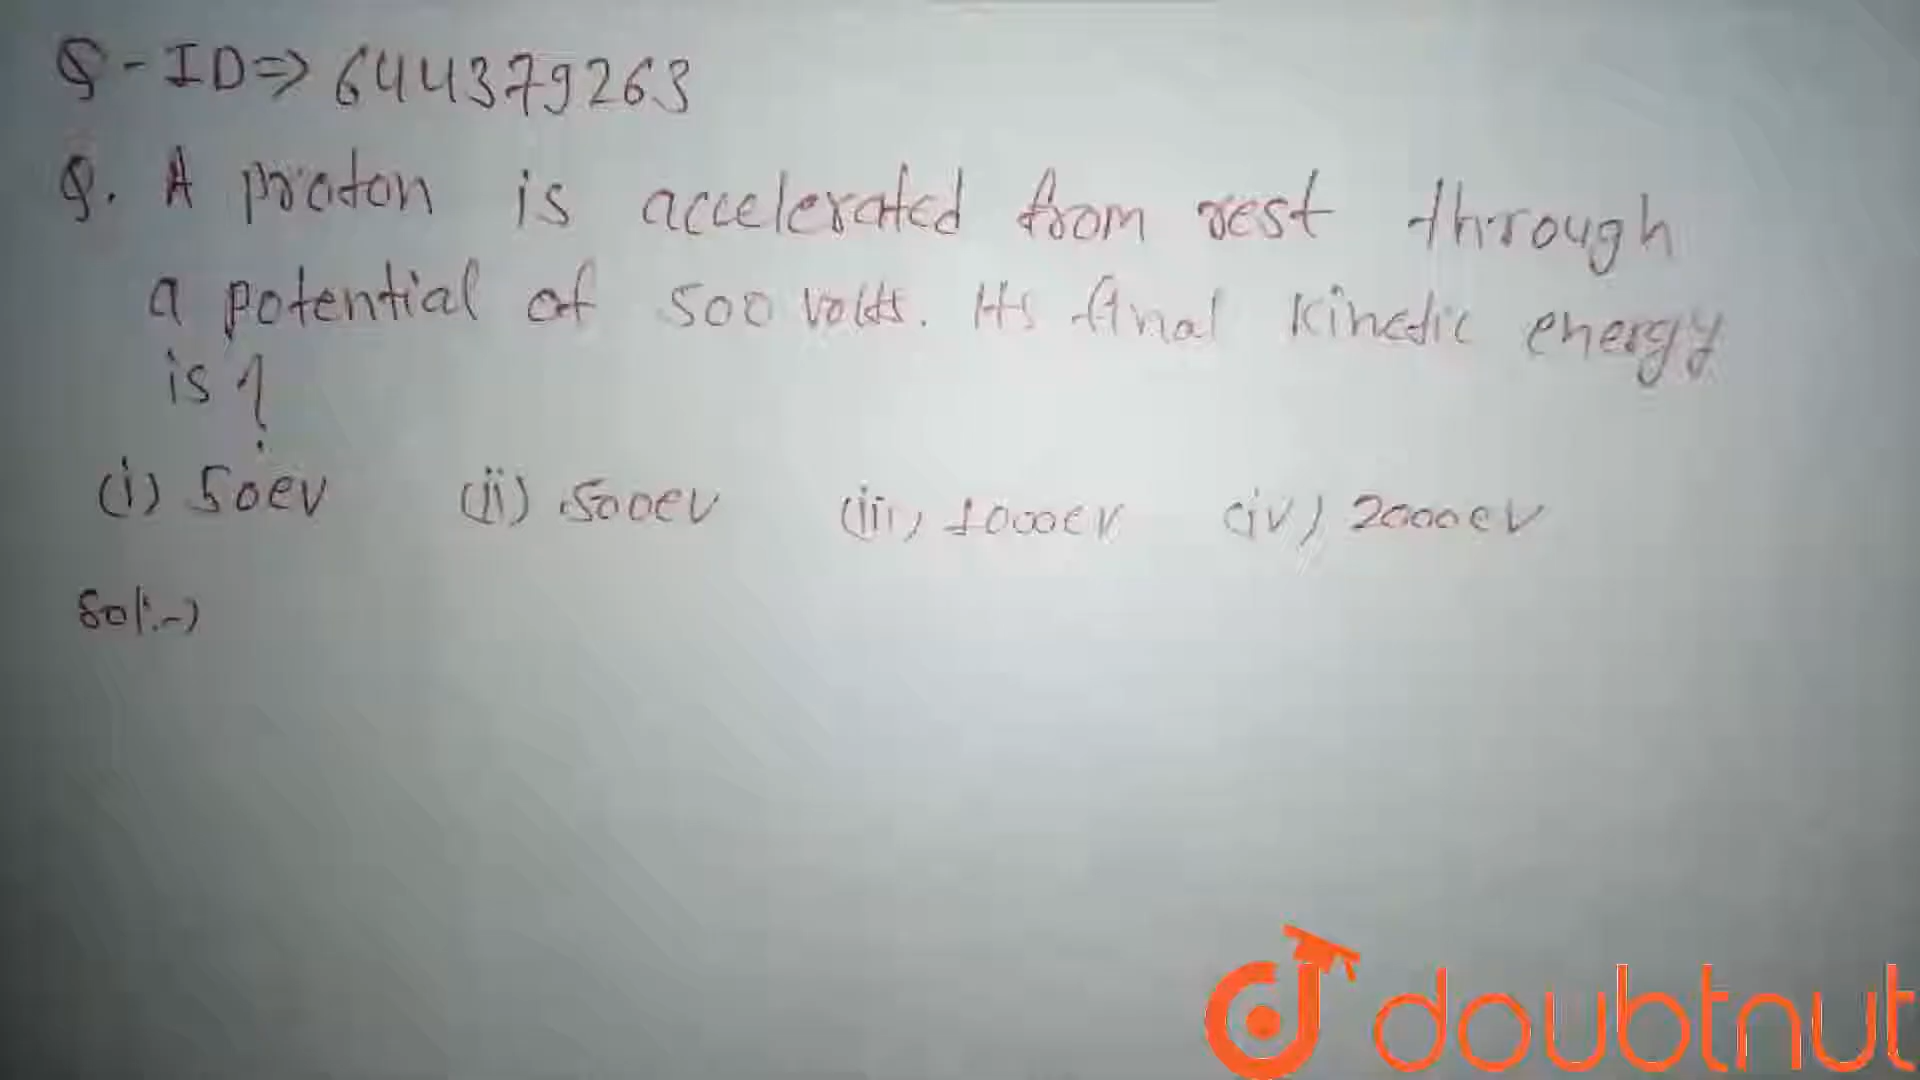 Q-ID⇒ 644379263
Q. A proton is accelerated from rest through
a potential of 500 volts. Its final kinetic energy
is ?
(i) 50ev (ii) 500ev (iii) 1000ev (iv) 2000ev
Sol:-)
doubtnut